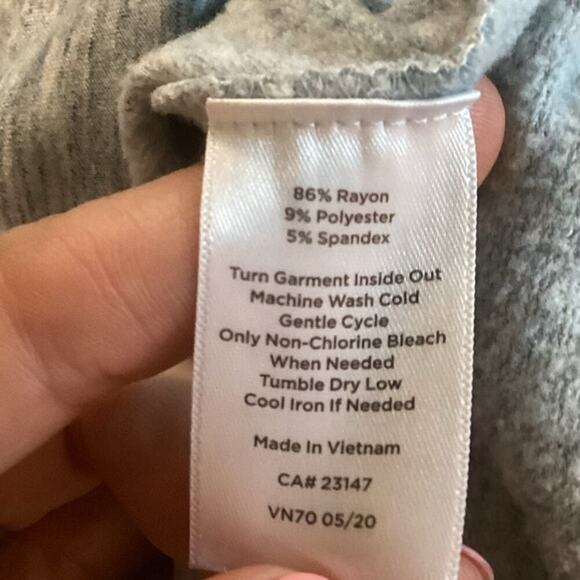 86% Rayon
9% Polyester
5% Spandex
Turn Garment Inside Out
Machine Wash Cold
Gentle Cycle
Only Non-Chlorine Bleach
When Needed
Tumble Dry Low
Cool Iron If Needed
Made In Vietnam
CA# 23147
VN70 05/20